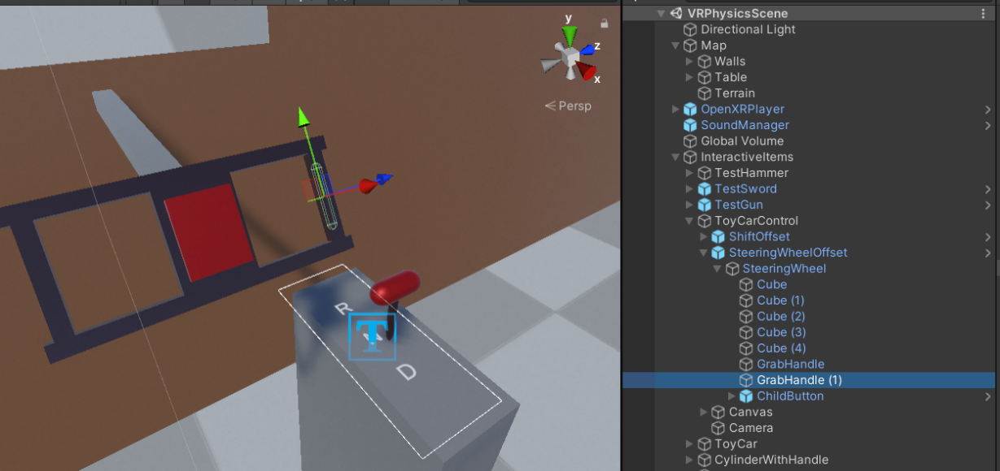 y
z
x
Persp
R
N
D
T
VRPhysicsScene
Directional Light
Map
Walls
Table
Terrain
OpenXRPlayer
SoundManager
Global Volume
InteractiveItems
TestHammer
TestSword
TestGun
ToyCarControl
ShiftOffset
SteeringWheelOffset
SteeringWheel
Cube
Cube (1)
Cube (2)
Cube (3)
Cube (4)
GrabHandle
GrabHandle (1)
ChildButton
Canvas
Camera
ToyCar
CylinderWithHandle